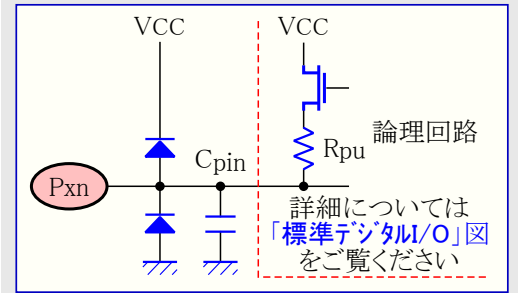 VCC
VCC
論理回路
Rpu
Cpin
Pxn
詳細については
「標準ﾃﾞｼﾞﾀﾙI/O」図
をご覧ください